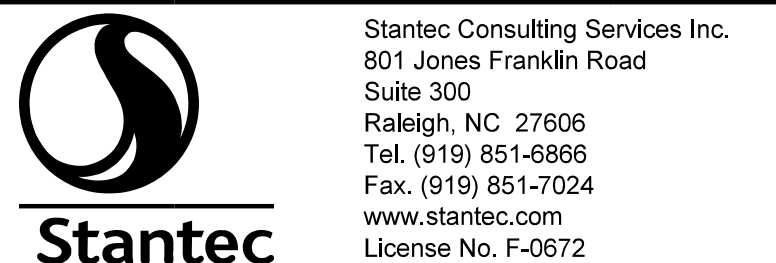 Stantec Consulting Services Inc.
801 Jones Franklin Road
Suite 300
Raleigh, NC 27606
Tel. (919) 851-6866
Fax. (919) 851-7024
www.stantec.com
License No. F-0672
Stantec